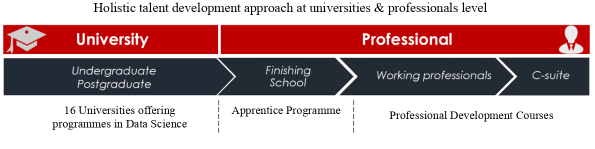 Holistic talent development approach at universities & professionals level
University
Professional
Undergraduate
Postgraduate
Finishing
School
Working professionals
C-suite
16 Universities offering
programmes in Data Science
Apprentice Programme
Professional Development Courses